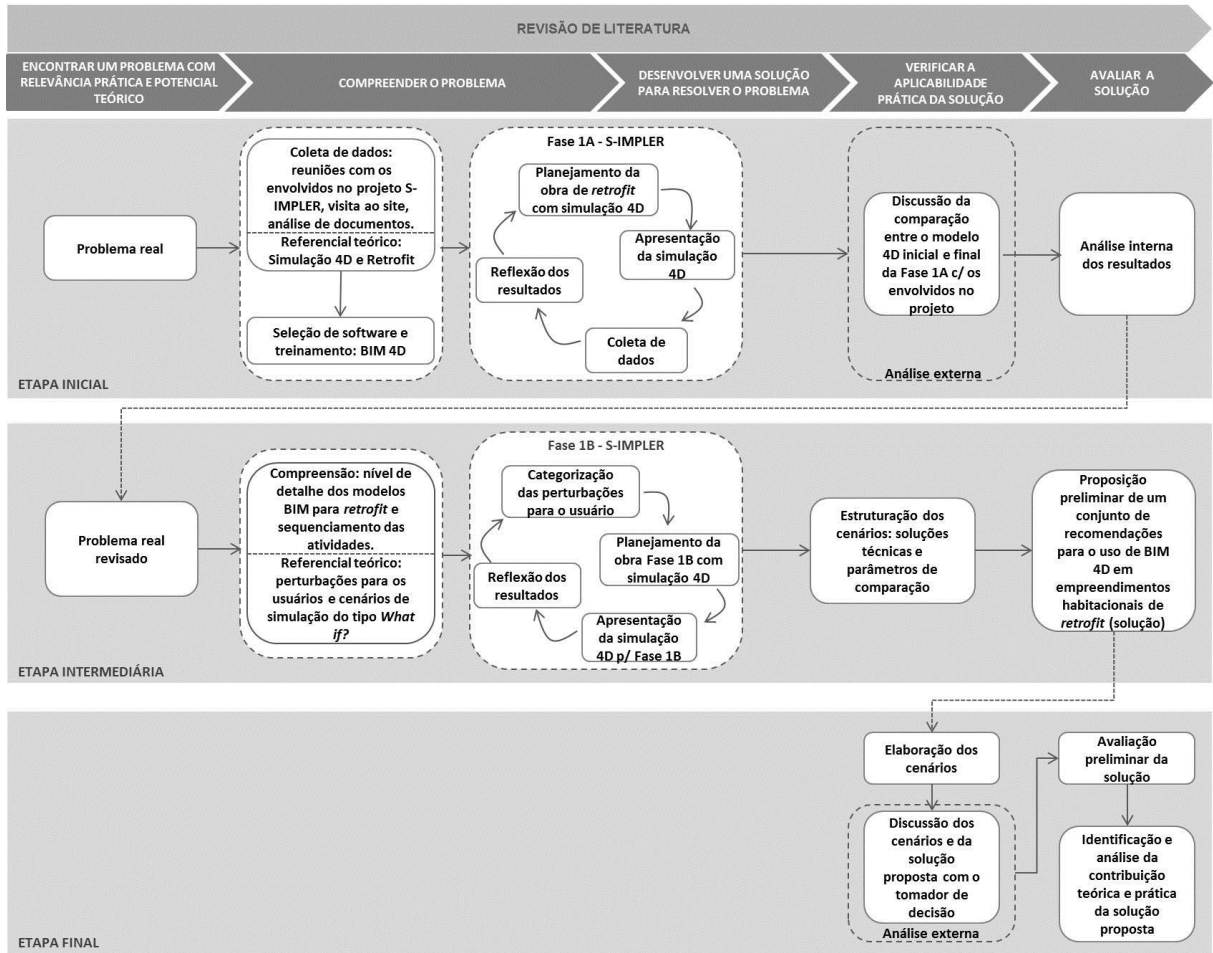 REVISÃO DE LITERATURA
ENCONTRAR UM PROBLEMA COM
RELEVÂNCIA PRÁTICA E POTENCIAL
TEÓRICO
COMPREENDER O PROBLEMA
DESENVOLVER UMA SOLUÇÃO
PARA RESOLVER O PROBLEMA
VERIFICAR A
APLICABILIDADE
PRÁTICA DA SOLUÇÃO
AVALIAR A
SOLUÇÃO
Problema real
Coleta de dados:
reuniões com os
envolvidos no projeto S-
IMPLER, visita ao site,
análise de documentos.
Referencial teórico:
Simulação 4D e Retrofit
Seleção de software e
treinamento: BIM 4D
Fase 1A - S-IMPLER
Planejamento da
obra de retrofit
com simulação 4D
Apresentação
da simulação
4D
Coleta de
dados
Reflexão dos
resultados
Discussão da
comparação
entre o modelo
4D inicial e final
da Fase 1A c/ os
envolvidos no
projeto
Análise externa
Análise interna
dos resultados
ETAPA INICIAL
Problema real
revisado
Compreensão: nível de
detalhe dos modelos
BIM para retrofit e
sequenciamento das
atividades.
Referencial teórico:
perturbações para os
usuários e cenários de
simulação do tipo What
if?
Fase 1B - S-IMPLER
Categorização
das perturbações
para o usuário
Planejamento da
obra Fase 1B com
simulação 4D
Apresentação
da simulação
4D p/ Fase 1B
Reflexão dos
resultados
Estruturação dos
cenários: soluções
técnicas e
parâmetros de
comparação
Proposição
preliminar de um
conjunto de
recomendações
para o uso de BIM
4D em
empreendimentos
habitacionais de
retrofit (solução)
ETAPA INTERMEDIÁRIA
Elaboração dos
cenários
Discussão dos
cenários e da
solução
proposta com o
tomador de
decisão
Análise externa
Avaliação
preliminar da
solução
Identificação e
análise da
contribuição
teórica e prática
da solução
proposta
ETAPA FINAL